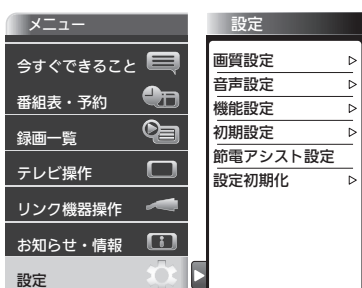 メニュー
今すぐできること
番組表・予約
録画一覧
テレビ操作
リンク機器操作
お知らせ・情報
設定
設定
画質設定
音声設定
機能設定
初期設定
節電アシスト設定
設定初期化